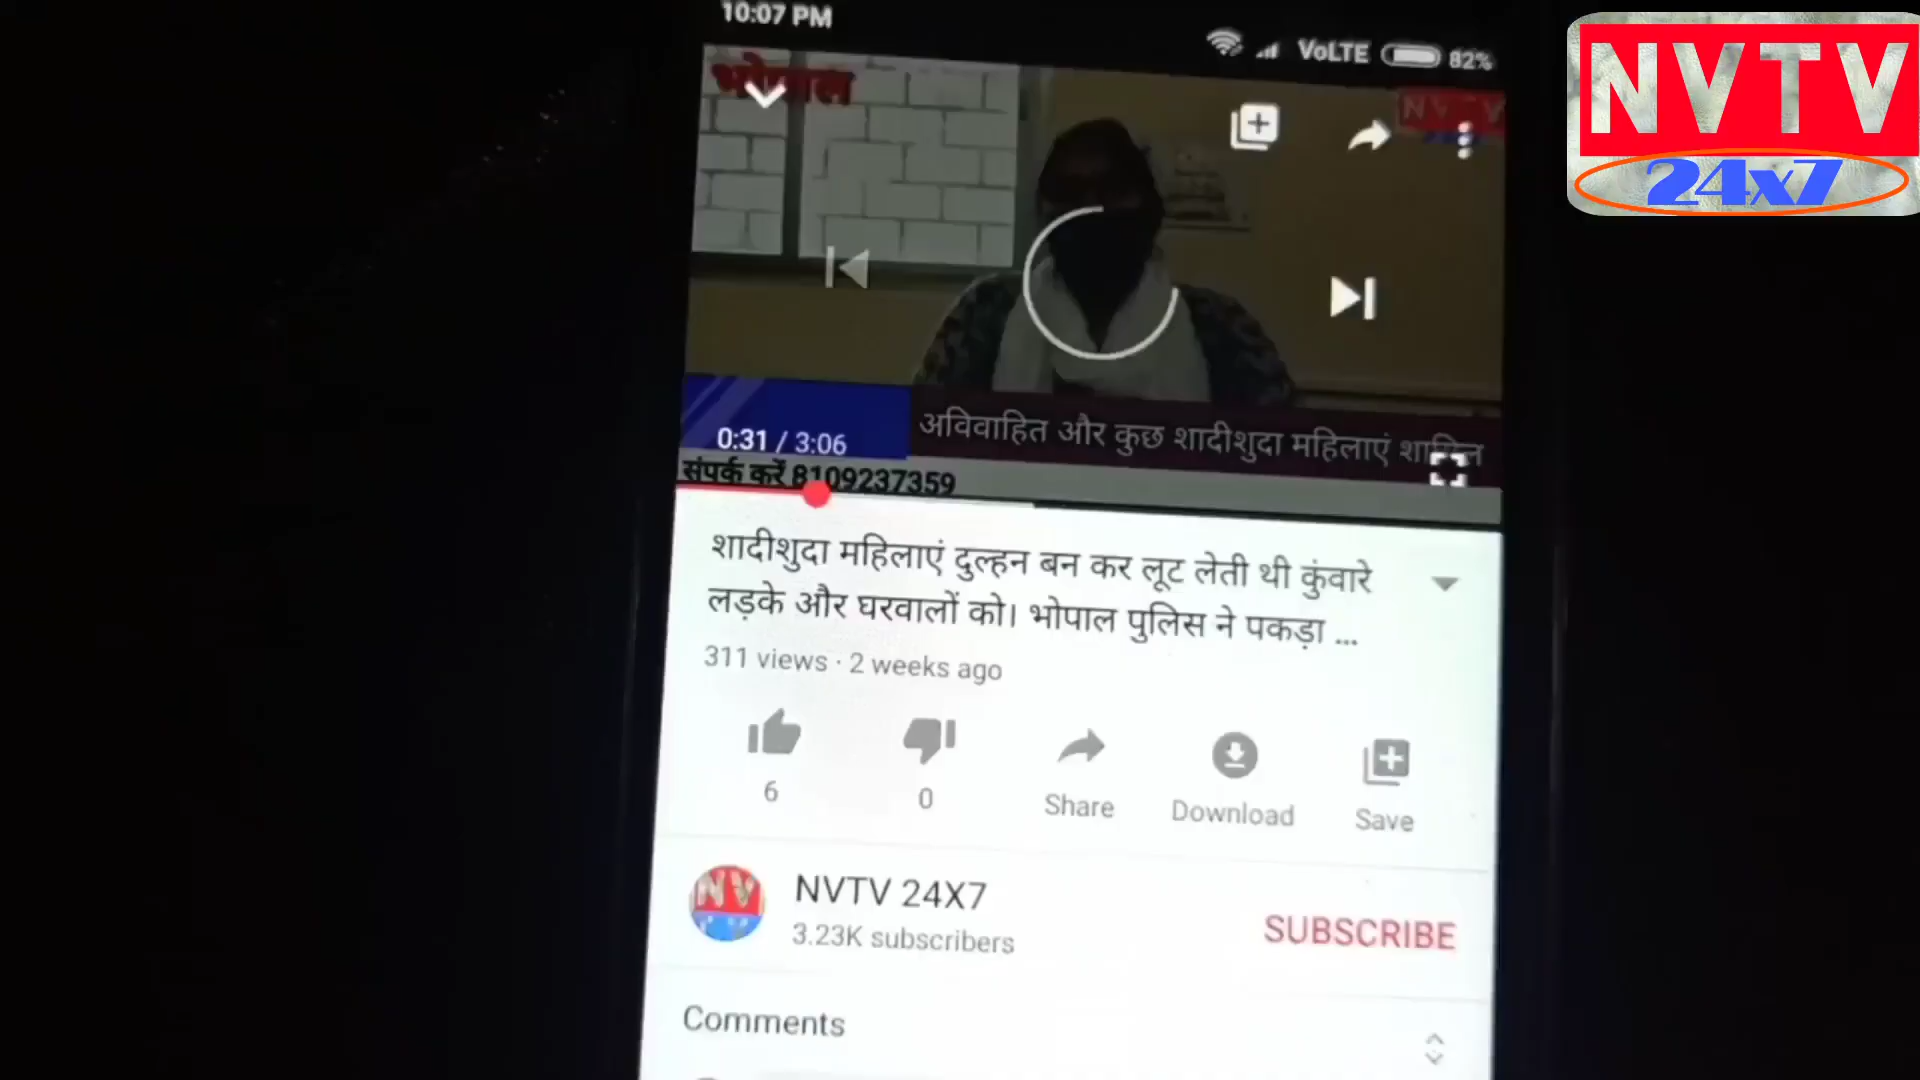 10:07 PM
VoLTE 82%
NVTV
24x7
भोपाल
NVTV
अविवाहित और कुछ शादीशुदा महिलाएं शामिल
0:31 / 3:06
संपर्क करें 8109237359
शादीशुदा महिलाएं दुल्हन बन कर लूट लेती थी कुंवारे
लड़के और घरवालों को। भोपाल पुलिस ने पकड़ा ...
311 views · 2 weeks ago
6
0
Share
Download
Save
NV
NVTV 24X7
3.23K subscribers
SUBSCRIBE
Comments